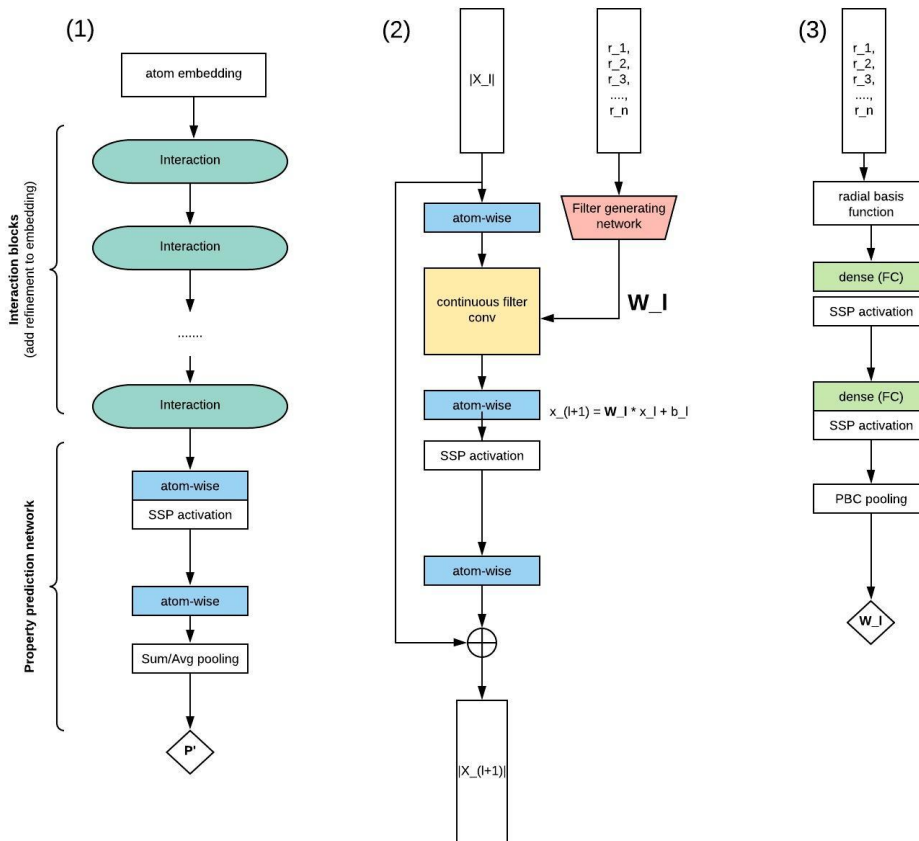 (1)
atom embedding
Interaction
Interaction
.......
Interaction
Interaction blocks
(add refinement to embedding)
atom-wise
SSP activation
atom-wise
Sum/Avg pooling
P'
Property prediction network
(2)
|X_l|
r_1,
r_2,
r_3,
....,
r_n
atom-wise
Filter generating
network
continuous filter
conv
W_l
atom-wise
x_(l+1) = W_l * x_l + b_l
SSP activation
atom-wise
|X_(l+1)|
(3)
r_1,
r_2,
r_3,
....,
r_n
radial basis
function
dense (FC)
SSP activation
dense (FC)
SSP activation
PBC pooling
W_l